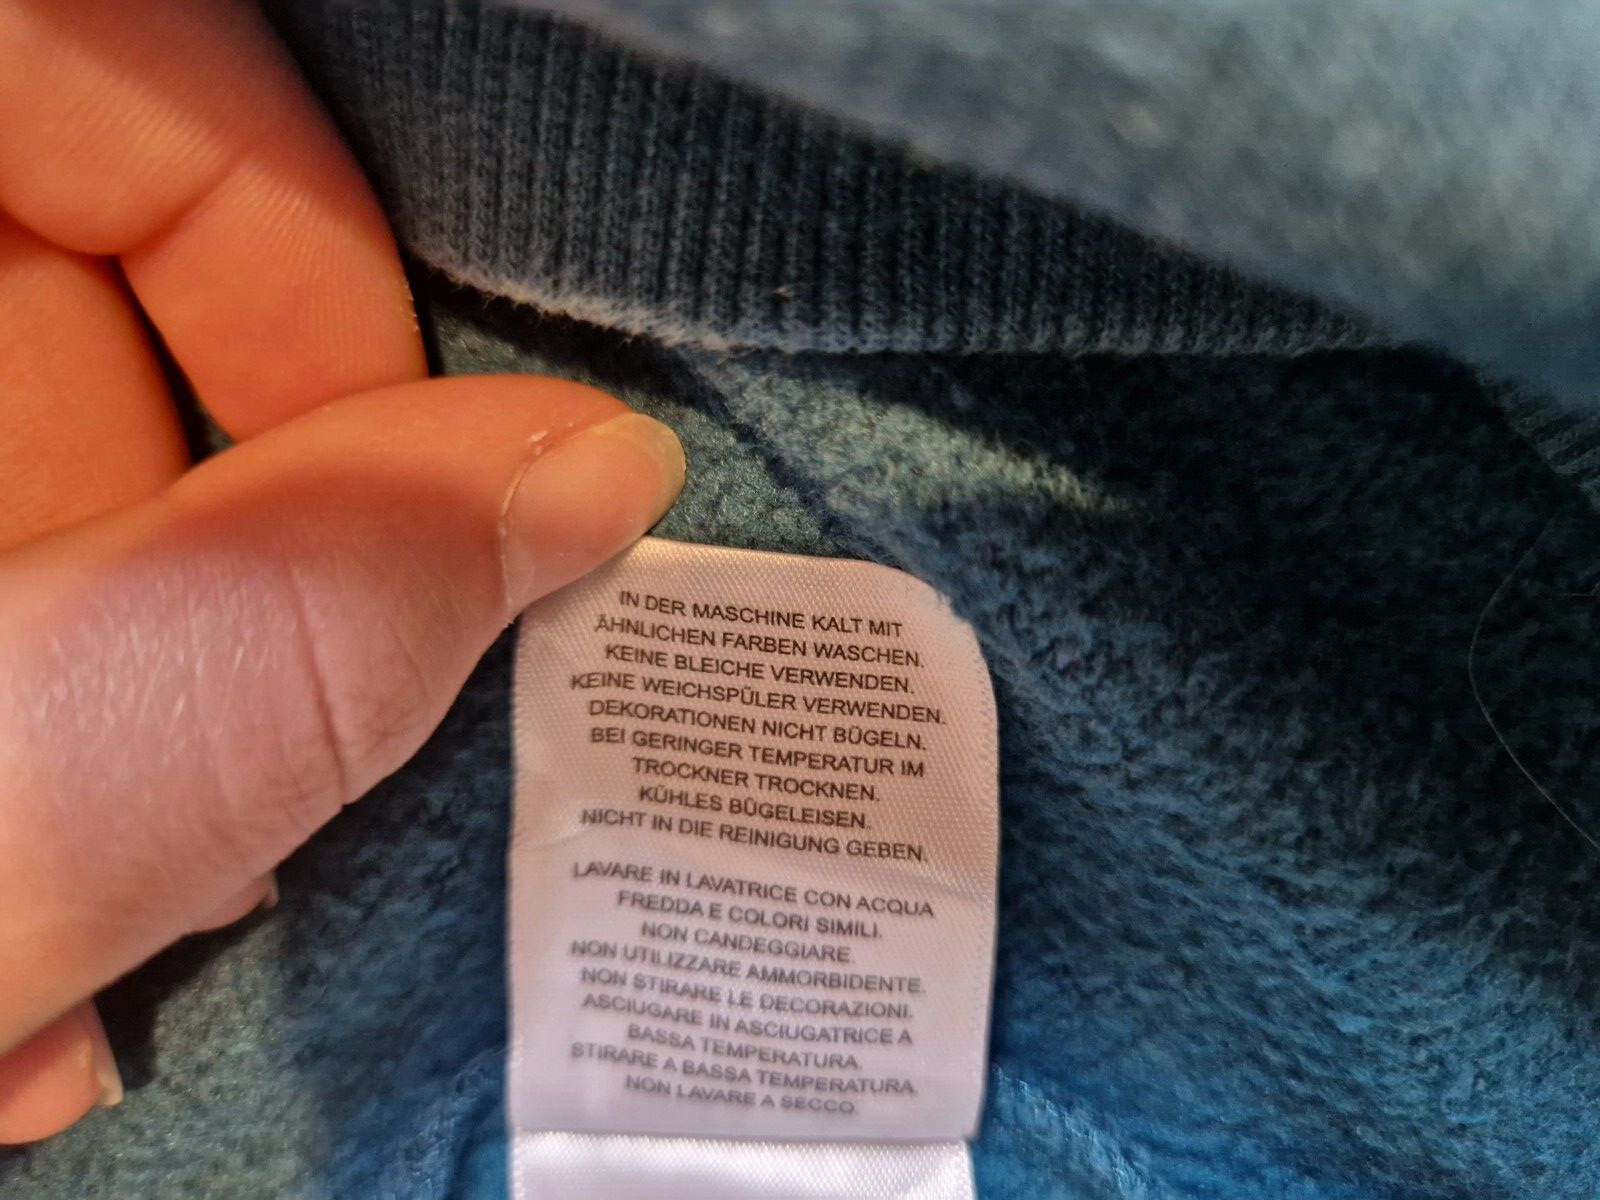 IN DER MASCHINE KALT MIT
ÄHNLICHEN FARBEN WASCHEN.
KEINE BLEICHE VERWENDEN.
KEINE WEICHSPÜLER VERWENDEN.
DEKORATIONEN NICHT BÜGELN.
BEI GERINGER TEMPERATUR IM
TROCKNER TROCKNEN.
KÜHLES BÜGELEISEN.
NICHT IN DIE REINIGUNG GEBEN.
LAVARE IN LAVATRICE CON ACQUA
FREDDA E COLORI SIMILI.
NON CANDEGGIARE.
NON UTILIZZARE AMMORBIDENTE.
NON STIRARE LE DECORAZIONI.
ASCIUGARE IN ASCIUGATRICE A
BASSA TEMPERATURA.
STIRARE A BASSA TEMPERATURA.
NON LAVARE A SECCO.